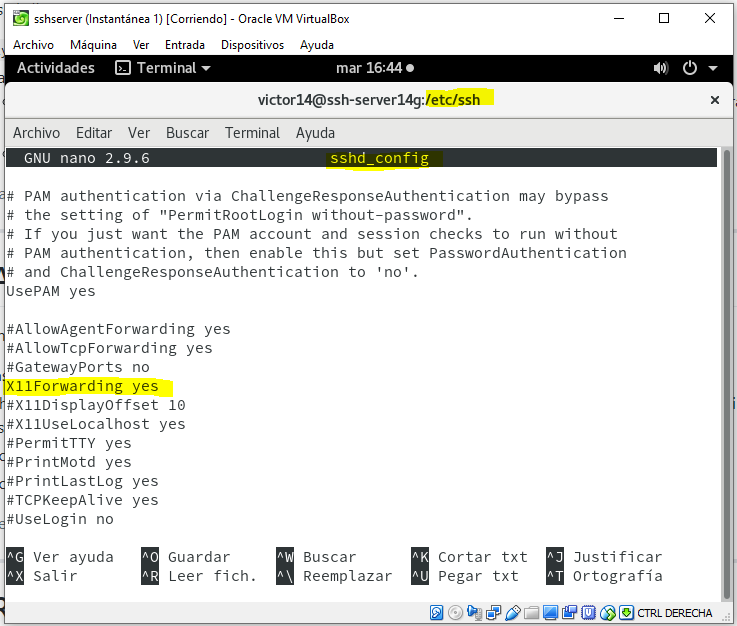 sshserver (Instantánea 1) [Corriendo] - Oracle VM VirtualBox
Archivo Máquina Ver Entrada Dispositivos Ayuda
Actividades Terminal mar 16:44
victor14@ssh-server14g:/etc/ssh
Archivo Editar Ver Buscar Terminal Ayuda
GNU nano 2.9.6 sshd_config
# PAM authentication via ChallengeResponseAuthentication may bypass
# the setting of "PermitRootLogin without-password".
# If you just want the PAM account and session checks to run without
# PAM authentication, then enable this but set PasswordAuthentication
# and ChallengeResponseAuthentication to 'no'.
UsePAM yes
#AllowAgentForwarding yes
#AllowTcpForwarding yes
#GatewayPorts no
X11Forwarding yes
#X11DisplayOffset 10
#X11UseLocalhost yes
#PermitTTY yes
#PrintMotd yes
#PrintLastLog yes
#TCPKeepAlive yes
#UseLogin no
^G Ver ayuda ^O Guardar ^W Buscar ^K Cortar txt ^J Justificar
^X Salir ^R Leer fich. ^\ Reemplazar ^U Pegar txt ^T Ortografía
CTRL DERECHA